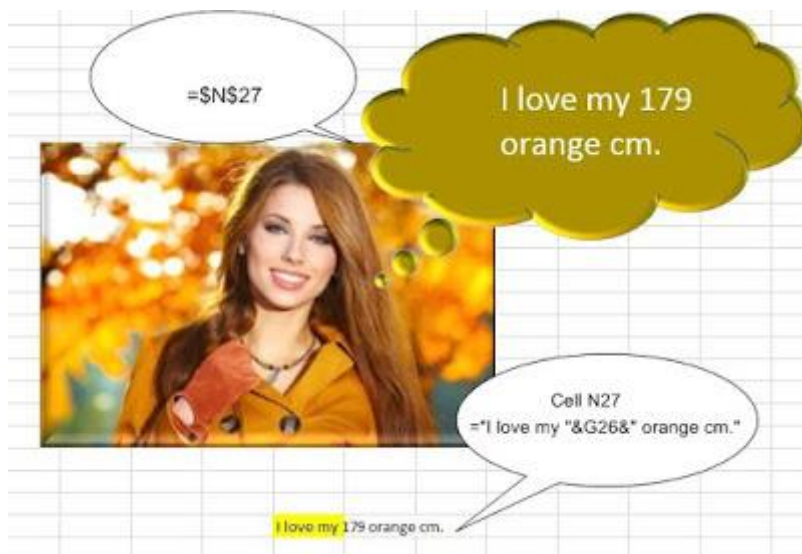 =$N$27
I love my 179
orange cm.
Cell N27
="I love my "&G26&" orange cm."
I love my 179 orange cm.